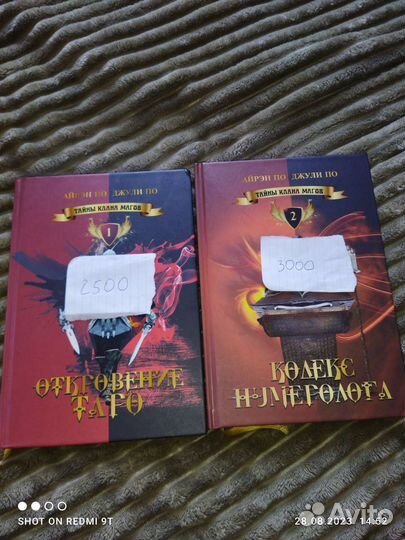 АЙРЭН ПО ДЖУЛИ ПО
ТАЙНЫ КЛАНА МАГОВ
1
2500
ОТКРОВЕНИЕ
ТАРО
АЙРЭН ПО ДЖУЛИ ПО
ТАЙНЫ КЛАНА МАГОВ
2
3000
КОДЕКС
НУМЕРОЛОГА
SHOT ON REDMI 9T
28.08.2023 14:52
Avito